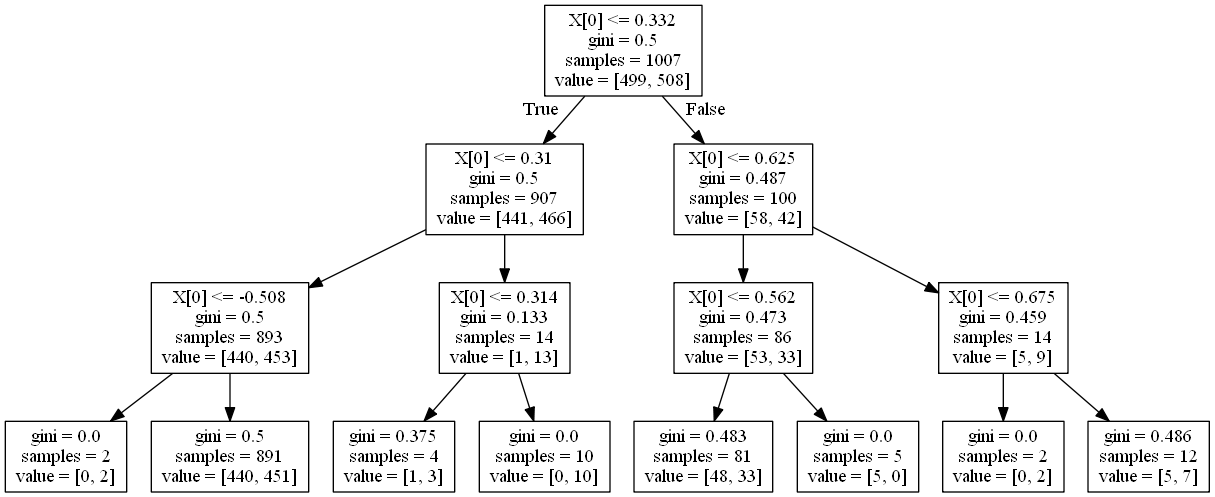 X[0] <= 0.332
gini = 0.5
samples = 1007
value = [499, 508]
True
False
X[0] <= 0.31
gini = 0.5
samples = 907
value = [441, 466]
X[0] <= 0.625
gini = 0.487
samples = 100
value = [58, 42]
X[0] <= -0.508
gini = 0.5
samples = 893
value = [440, 453]
X[0] <= 0.314
gini = 0.133
samples = 14
value = [1, 13]
X[0] <= 0.562
gini = 0.473
samples = 86
value = [53, 33]
X[0] <= 0.675
gini = 0.459
samples = 14
value = [5, 9]
gini = 0.0
samples = 2
value = [0, 2]
gini = 0.5
samples = 891
value = [440, 451]
gini = 0.375
samples = 4
value = [1, 3]
gini = 0.0
samples = 10
value = [0, 10]
gini = 0.483
samples = 81
value = [48, 33]
gini = 0.0
samples = 5
value = [5, 0]
gini = 0.0
samples = 2
value = [0, 2]
gini = 0.486
samples = 12
value = [5, 7]